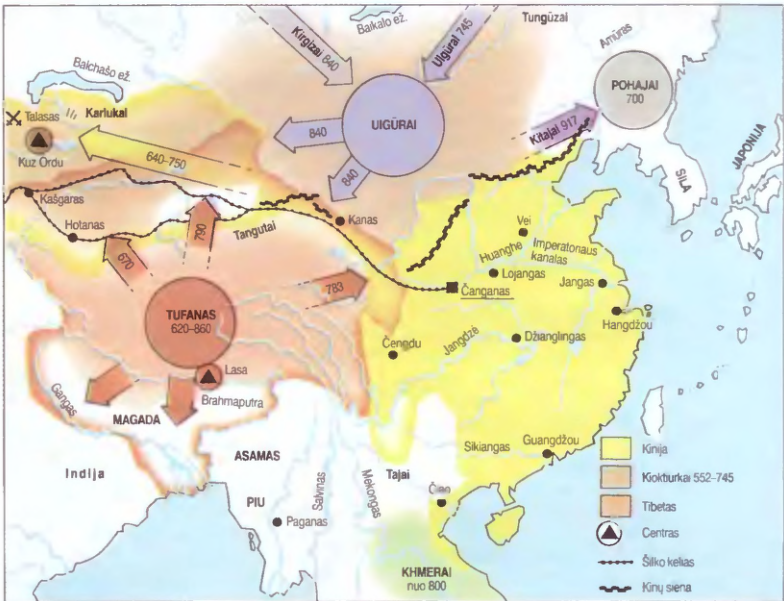 Tungūzai
Baikalo ež.
Amūras
Kirgizai 840
Uigūrai 745
Balchašo ež.
POHAJAI
700
Talasas
Karlukai
UIGŪRAI
Kitajai 917
Kuz Ordu
840
640–750
840
SILA
JAPONIJA
Kašgaras
Hotanas
Kanas
Tangutai
790
670
Vei
Huanghe
Imperatoriaus
kanalas
Lojangas
Jangas
783
Čanganas
Hangdžou
TUFANAS
620–860
Čengdu
Jangdzė
Džianglingas
Lasa
Gangas
Brahmaputra
MAGADA
ASAMAS
Sikiangas
Guangdžou
Indija
Tajai
Salvinas
Mekongas
PIU
Paganas
KHMERAI
nuo 800
Kinija
Kioktiurkai 552-745
Tibetas
Centras
Šilko kelias
Kinų siena